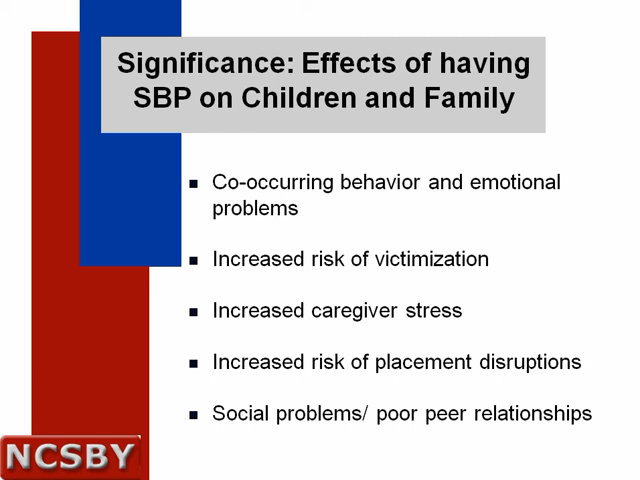 Significance: Effects of having
SBP on Children and Family
Co-occurring behavior and emotional
problems
Increased risk of victimization
Increased caregiver stress
Increased risk of placement disruptions
Social problems/ poor peer relationships
NCSBY